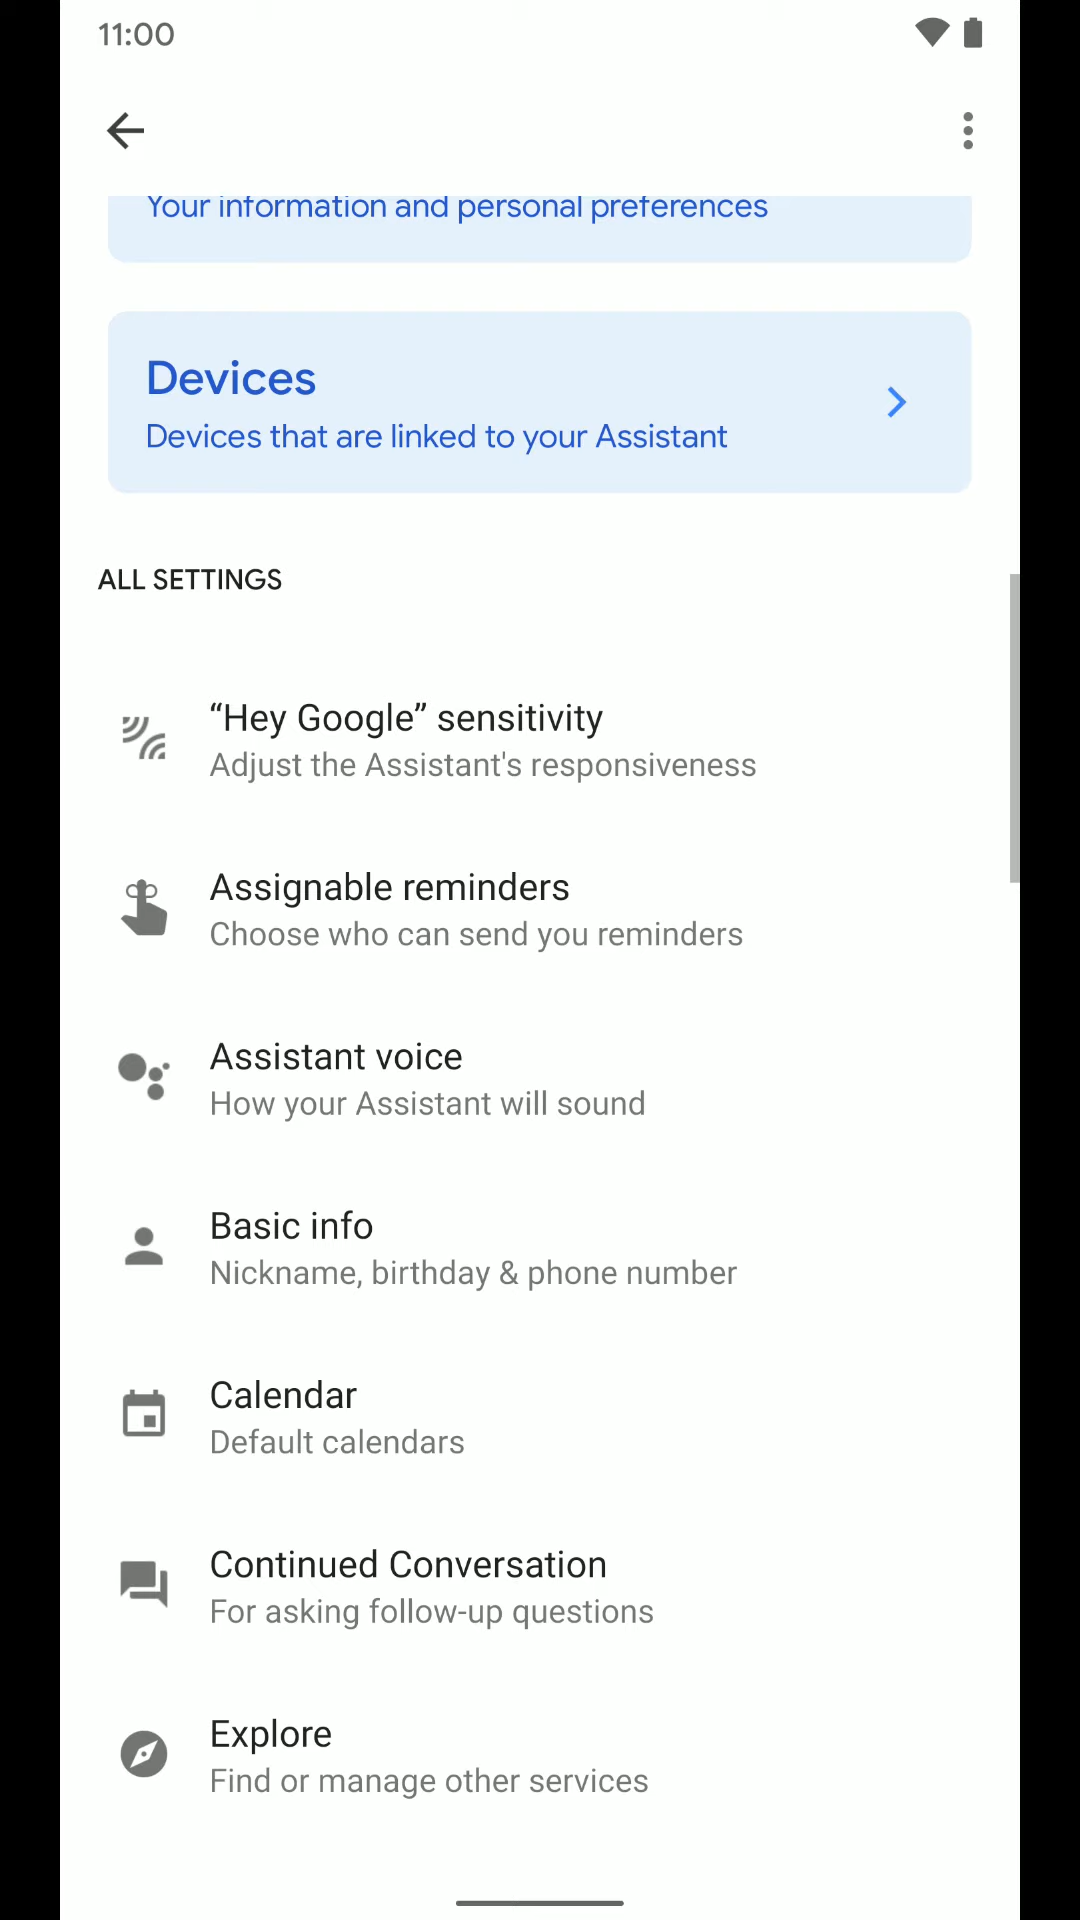 11:00
Your information and personal preferences
Devices
Devices that are linked to your Assistant
ALL SETTINGS
“Hey Google” sensitivity
Adjust the Assistant's responsiveness
Assignable reminders
Choose who can send you reminders
Assistant voice
How your Assistant will sound
Basic info
Nickname, birthday & phone number
Calendar
Default calendars
Continued Conversation
For asking follow-up questions
Explore
Find or manage other services